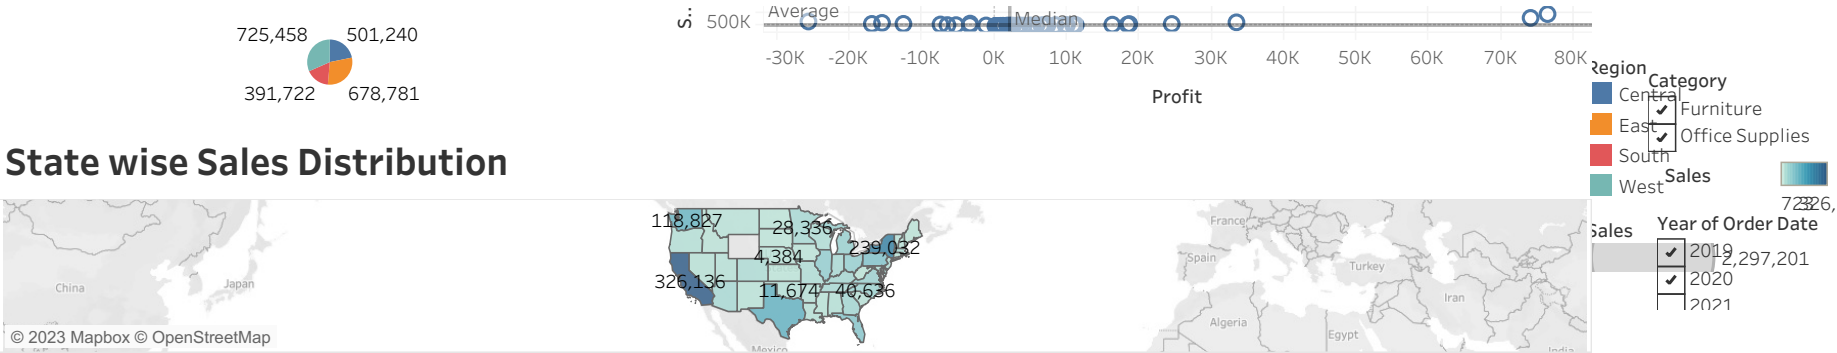 725,458
501,240
391,722
678,781
S..
500K
Average
Median
-30K
-20K
-10K
0K
10K
20K
30K
40K
50K
60K
70K
80K
Profit
Region
Central
East
South
West
Category
Furniture
Office Supplies
Sales
326,
Year of Order Date
2019
2020
2021
Sales
2,297,201
State wise Sales Distribution
118,827
28,336
239,032
4,384
326,136
11,674
40,636
China
Japan
Mexico
France
Spain
Turkey
Iran
Algeria
Egypt
India
© 2023 Mapbox © OpenStreetMap